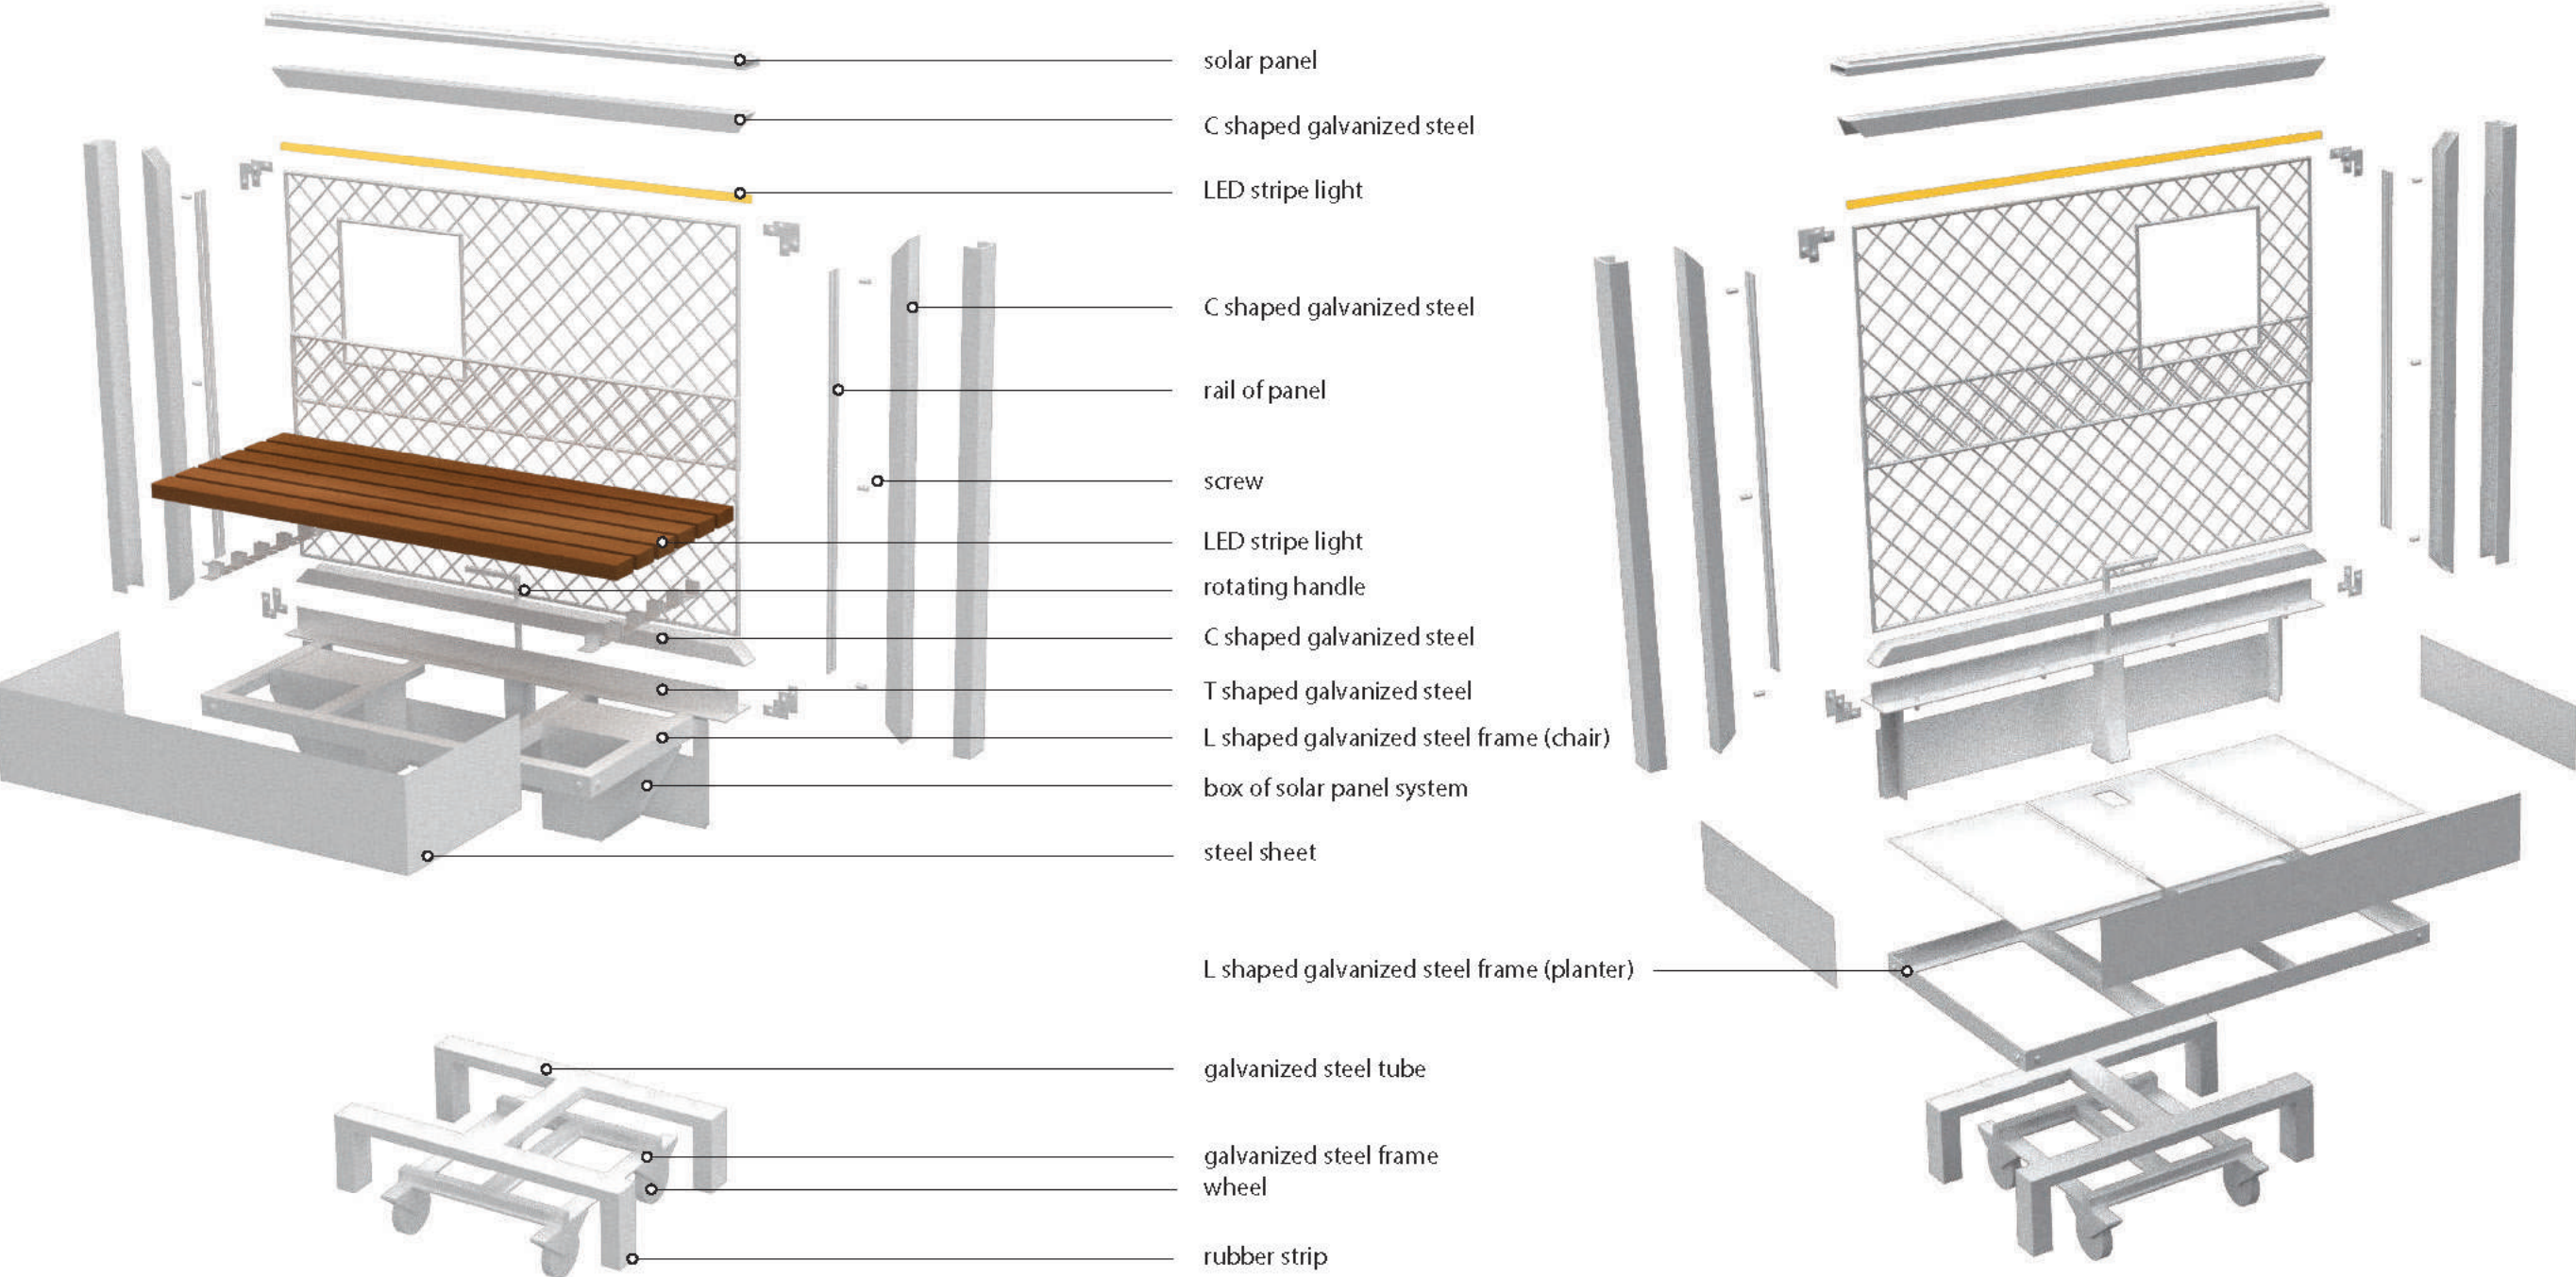 solar panel
C shaped galvanized steel
LED stripe light
C shaped galvanized steel
rail of panel
screw
LED stripe light
rotating handle
C shaped galvanized steel
T shaped galvanized steel
L shaped galvanized steel frame (chair)
box of solar panel system
steel sheet
L shaped galvanized steel frame (planter)
galvanized steel tube
galvanized steel frame
wheel
rubber strip